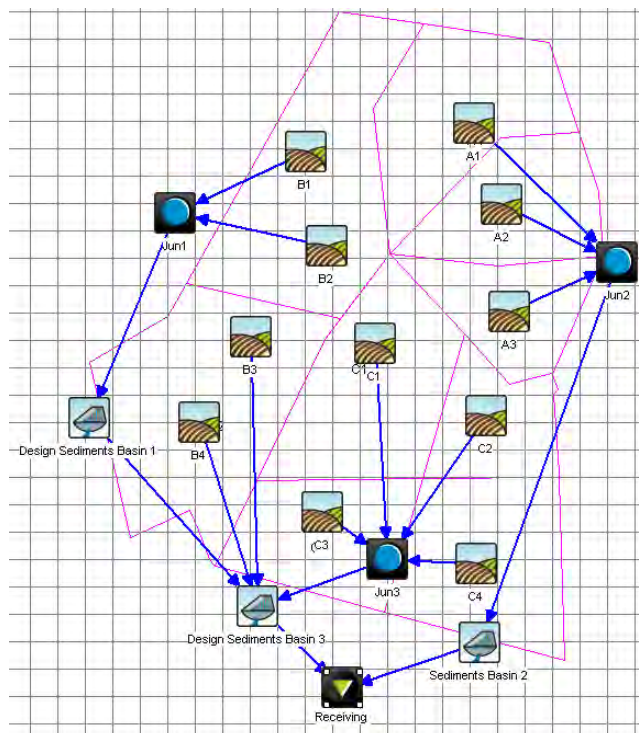 A1
B1
A2
Jun1
B2
Jun2
A3
B3
C1
C1
C2
Design Sediments Basin 1
B4
C3
C4
Jun3
Design Sediments Basin 3
Sediments Basin 2
Receiving